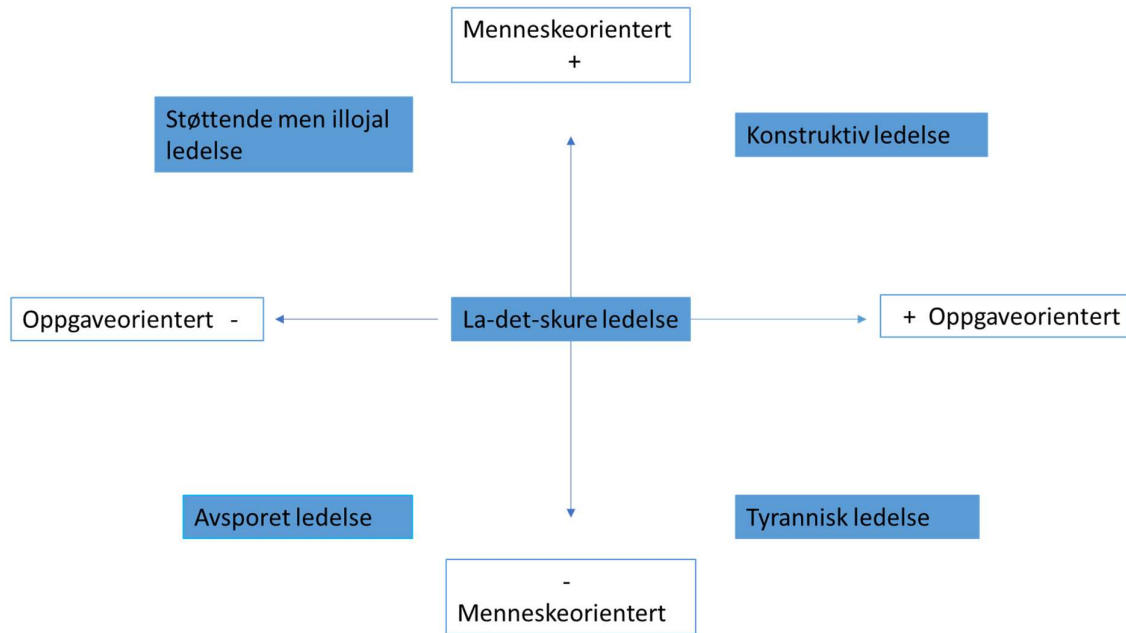 Menneskeorientert
+
Støttende men illojal
ledelse
Konstruktiv ledelse
Oppgaveorientert -
La-det-skure ledelse
+ Oppgaveorientert
Avsporet ledelse
Tyrannisk ledelse
-
Menneskeorientert